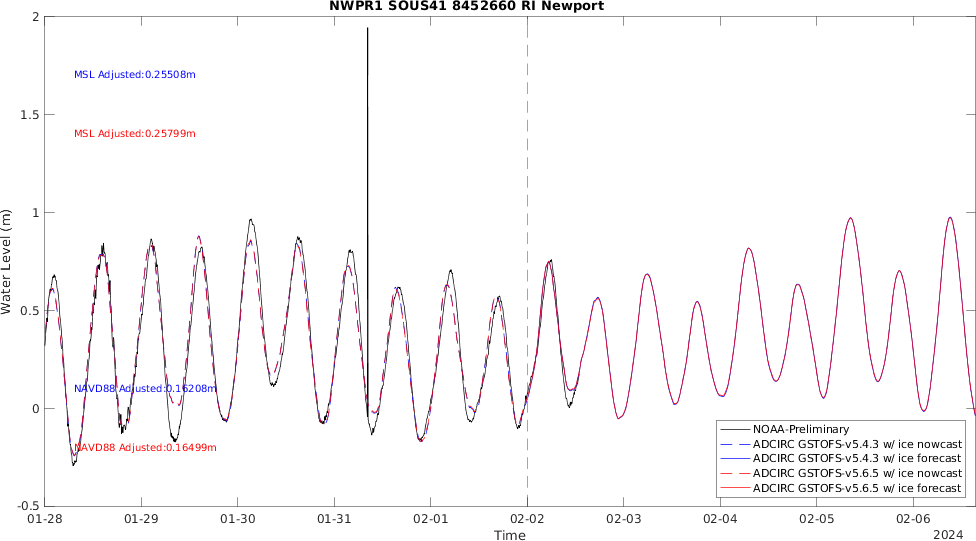 NWPR1 SOUS41 8452660 RI Newport
2
MSL Adjusted:0.25508m
1.5
MSL Adjusted:0.25799m
1
Water Level (m)
0.5
NAVD88 Adjusted:0.16208m
0
NAVD88 Adjusted:0.16499m
NOAA-Preliminary
ADCIRC GSTOFS-v5.4.3 w/ ice nowcast
ADCIRC GSTOFS-v5.4.3 w/ ice forecast
ADCIRC GSTOFS-v5.6.5 w/ ice nowcast
ADCIRC GSTOFS-v5.6.5 w/ ice forecast
-0.5
01-28 01-29 01-30 01-31 02-01 02-02 02-03 02-04 02-05 02-06
Time
2024